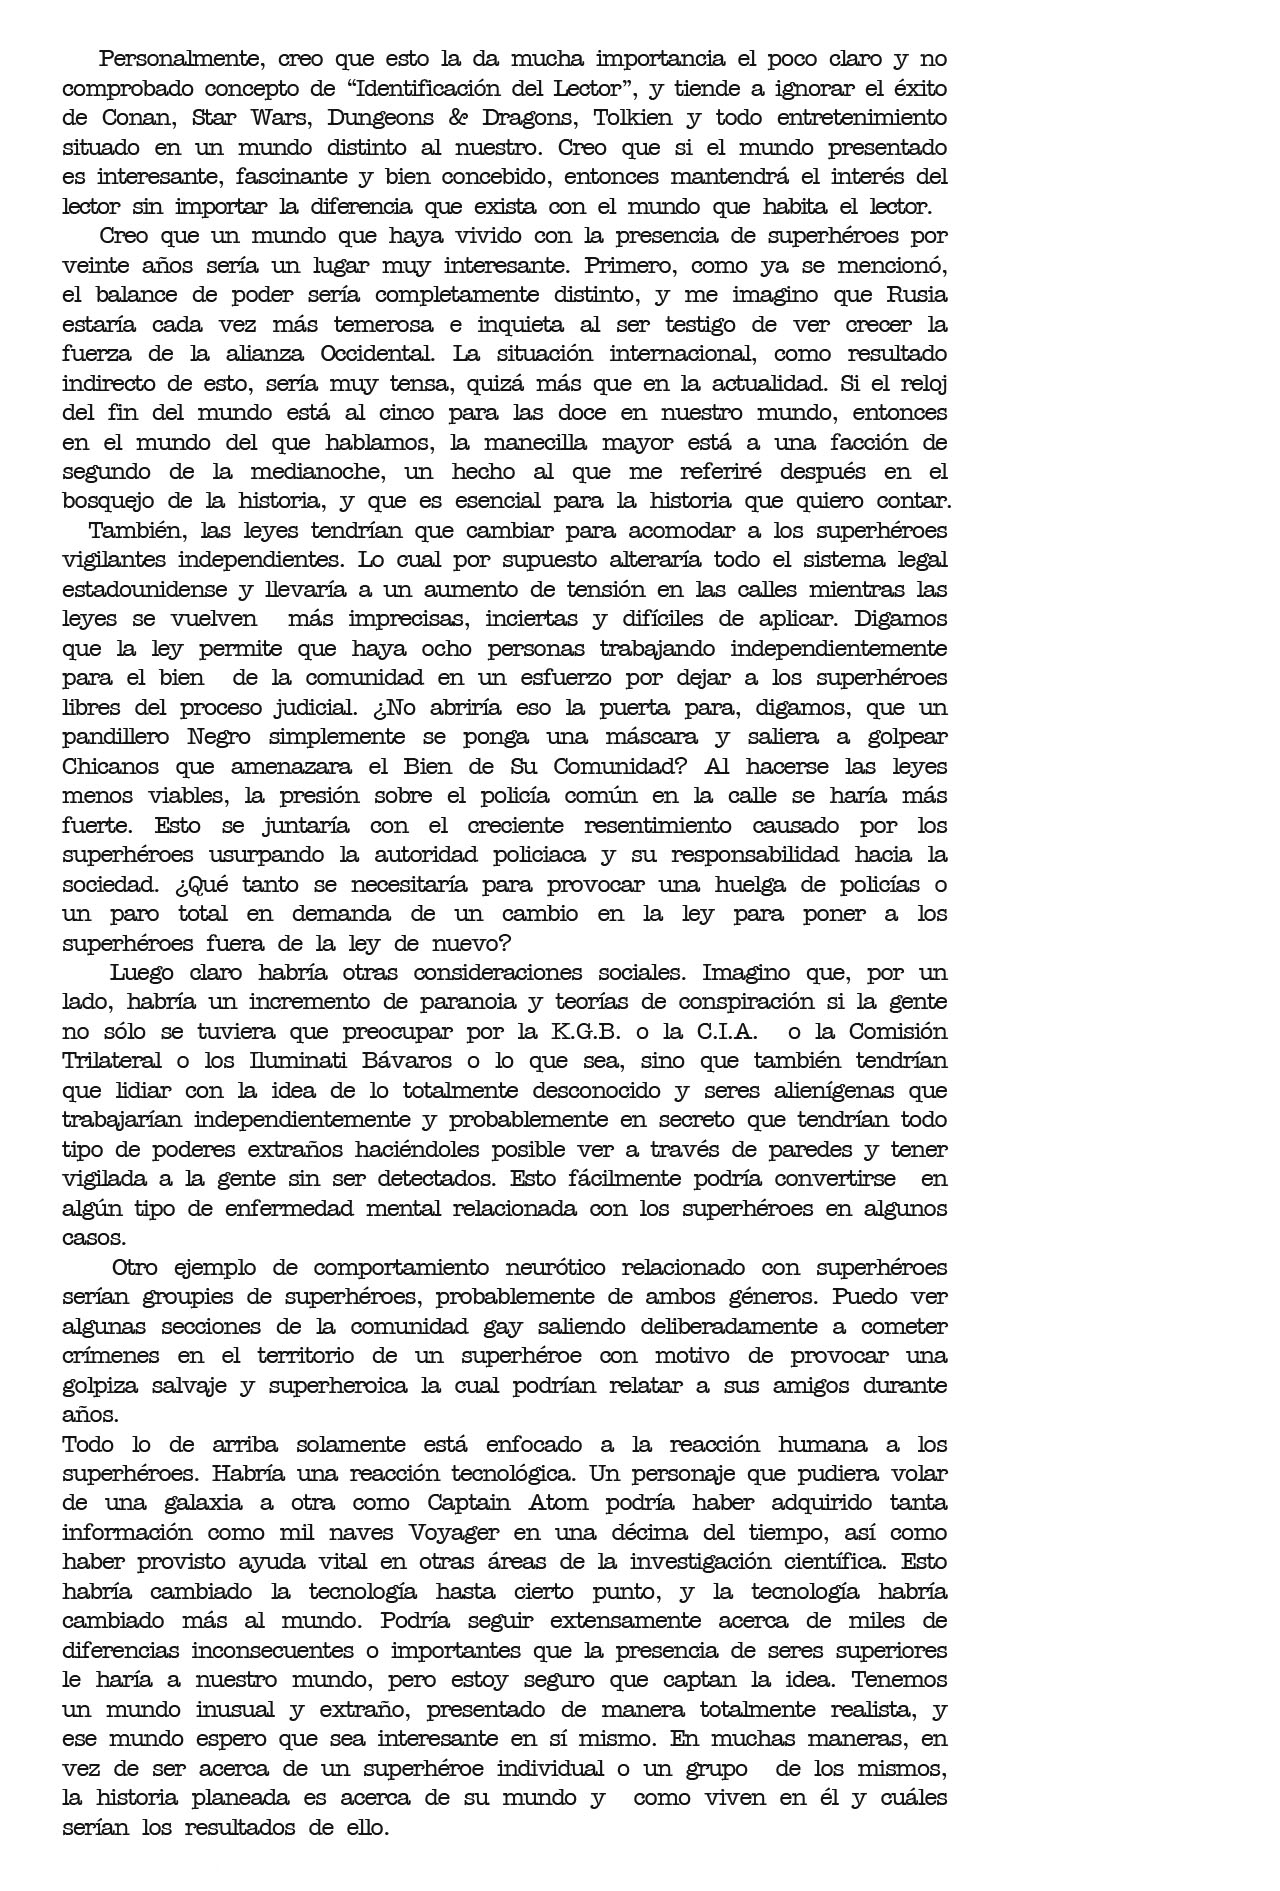 Personalmente, creo que esto la da mucha importancia el poco claro y no
comprobado concepto de “Identificación del Lector”, y tiende a ignorar el éxito
de Conan, Star Wars, Dungeons & Dragons, Tolkien y todo entretenimiento
situado en un mundo distinto al nuestro. Creo que si el mundo presentado
es interesante, fascinante y bien concebido, entonces mantendrá el interés del
lector sin importar la diferencia que exista con el mundo que habita el lector.
Creo que un mundo que haya vivido con la presencia de superhéroes por
veinte años sería un lugar muy interesante. Primero, como ya se mencionó,
el balance de poder sería completamente distinto, y me imagino que Rusia
estaría cada vez más temerosa e inquieta al ser testigo de ver crecer la
fuerza de la alianza Occidental. La situación internacional, como resultado
indirecto de esto, sería muy tensa, quizá más que en la actualidad. Si el reloj
del fin del mundo está al cinco para las doce en nuestro mundo, entonces
en el mundo del que hablamos, la manecilla mayor está a una facción de
segundo de la medianoche, un hecho al que me referiré después en el
bosquejo de la historia, y que es esencial para la historia que quiero contar.
También, las leyes tendrían que cambiar para acomodar a los superhéroes
vigilantes independientes. Lo cual por supuesto alteraría todo el sistema legal
estadounidense y llevaría a un aumento de tensión en las calles mientras las
leyes se vuelven más imprecisas, inciertas y difíciles de aplicar. Digamos
que la ley permite que haya ocho personas trabajando independientemente
para el bien de la comunidad en un esfuerzo por dejar a los superhéroes
libres del proceso judicial. ¿No abriría eso la puerta para, digamos, que un
pandillero Negro simplemente se ponga una máscara y saliera a golpear
Chicanos que amenazara el Bien de Su Comunidad? Al hacerse las leyes
menos viables, la presión sobre el policía común en la calle se haría más
fuerte. Esto se juntaría con el creciente resentimiento causado por los
superhéroes usurpando la autoridad policiaca y su responsabilidad hacia la
sociedad. ¿Qué tanto se necesitaría para provocar una huelga de policías o
un paro total en demanda de un cambio en la ley para poner a los
superhéroes fuera de la ley de nuevo?
Luego claro habría otras consideraciones sociales. Imagino que, por un
lado, habría un incremento de paranoia y teorías de conspiración si la gente
no sólo se tuviera que preocupar por la K.G.B. o la C.I.A. o la Comisión
Trilateral o los Iluminati Bávaros o lo que sea, sino que también tendrían
que lidiar con la idea de lo totalmente desconocido y seres alienígenas que
trabajarían independientemente y probablemente en secreto que tendrían todo
tipo de poderes extraños haciéndoles posible ver a través de paredes y tener
vigilada a la gente sin ser detectados. Esto fácilmente podría convertirse en
algún tipo de enfermedad mental relacionada con los superhéroes en algunos
casos.
Otro ejemplo de comportamiento neurótico relacionado con superhéroes
serían groupies de superhéroes, probablemente de ambos géneros. Puedo ver
algunas secciones de la comunidad gay saliendo deliberadamente a cometer
crímenes en el territorio de un superhéroe con motivo de provocar una
golpiza salvaje y superheroica la cual podrían relatar a sus amigos durante
años.
Todo lo de arriba solamente está enfocado a la reacción humana a los
superhéroes. Habría una reacción tecnológica. Un personaje que pudiera volar
de una galaxia a otra como Captain Atom podría haber adquirido tanta
información como mil naves Voyager en una décima del tiempo, así como
haber provisto ayuda vital en otras áreas de la investigación científica. Esto
habría cambiado la tecnología hasta cierto punto, y la tecnología habría
cambiado más al mundo. Podría seguir extensamente acerca de miles de
diferencias inconsecuentes o importantes que la presencia de seres superiores
le haría a nuestro mundo, pero estoy seguro que captan la idea. Tenemos
un mundo inusual y extraño, presentado de manera totalmente realista, y
ese mundo espero que sea interesante en sí mismo. En muchas maneras, en
vez de ser acerca de un superhéroe individual o un grupo de los mismos,
la historia planeada es acerca de su mundo y como viven en él y cuáles
serían los resultados de ello.